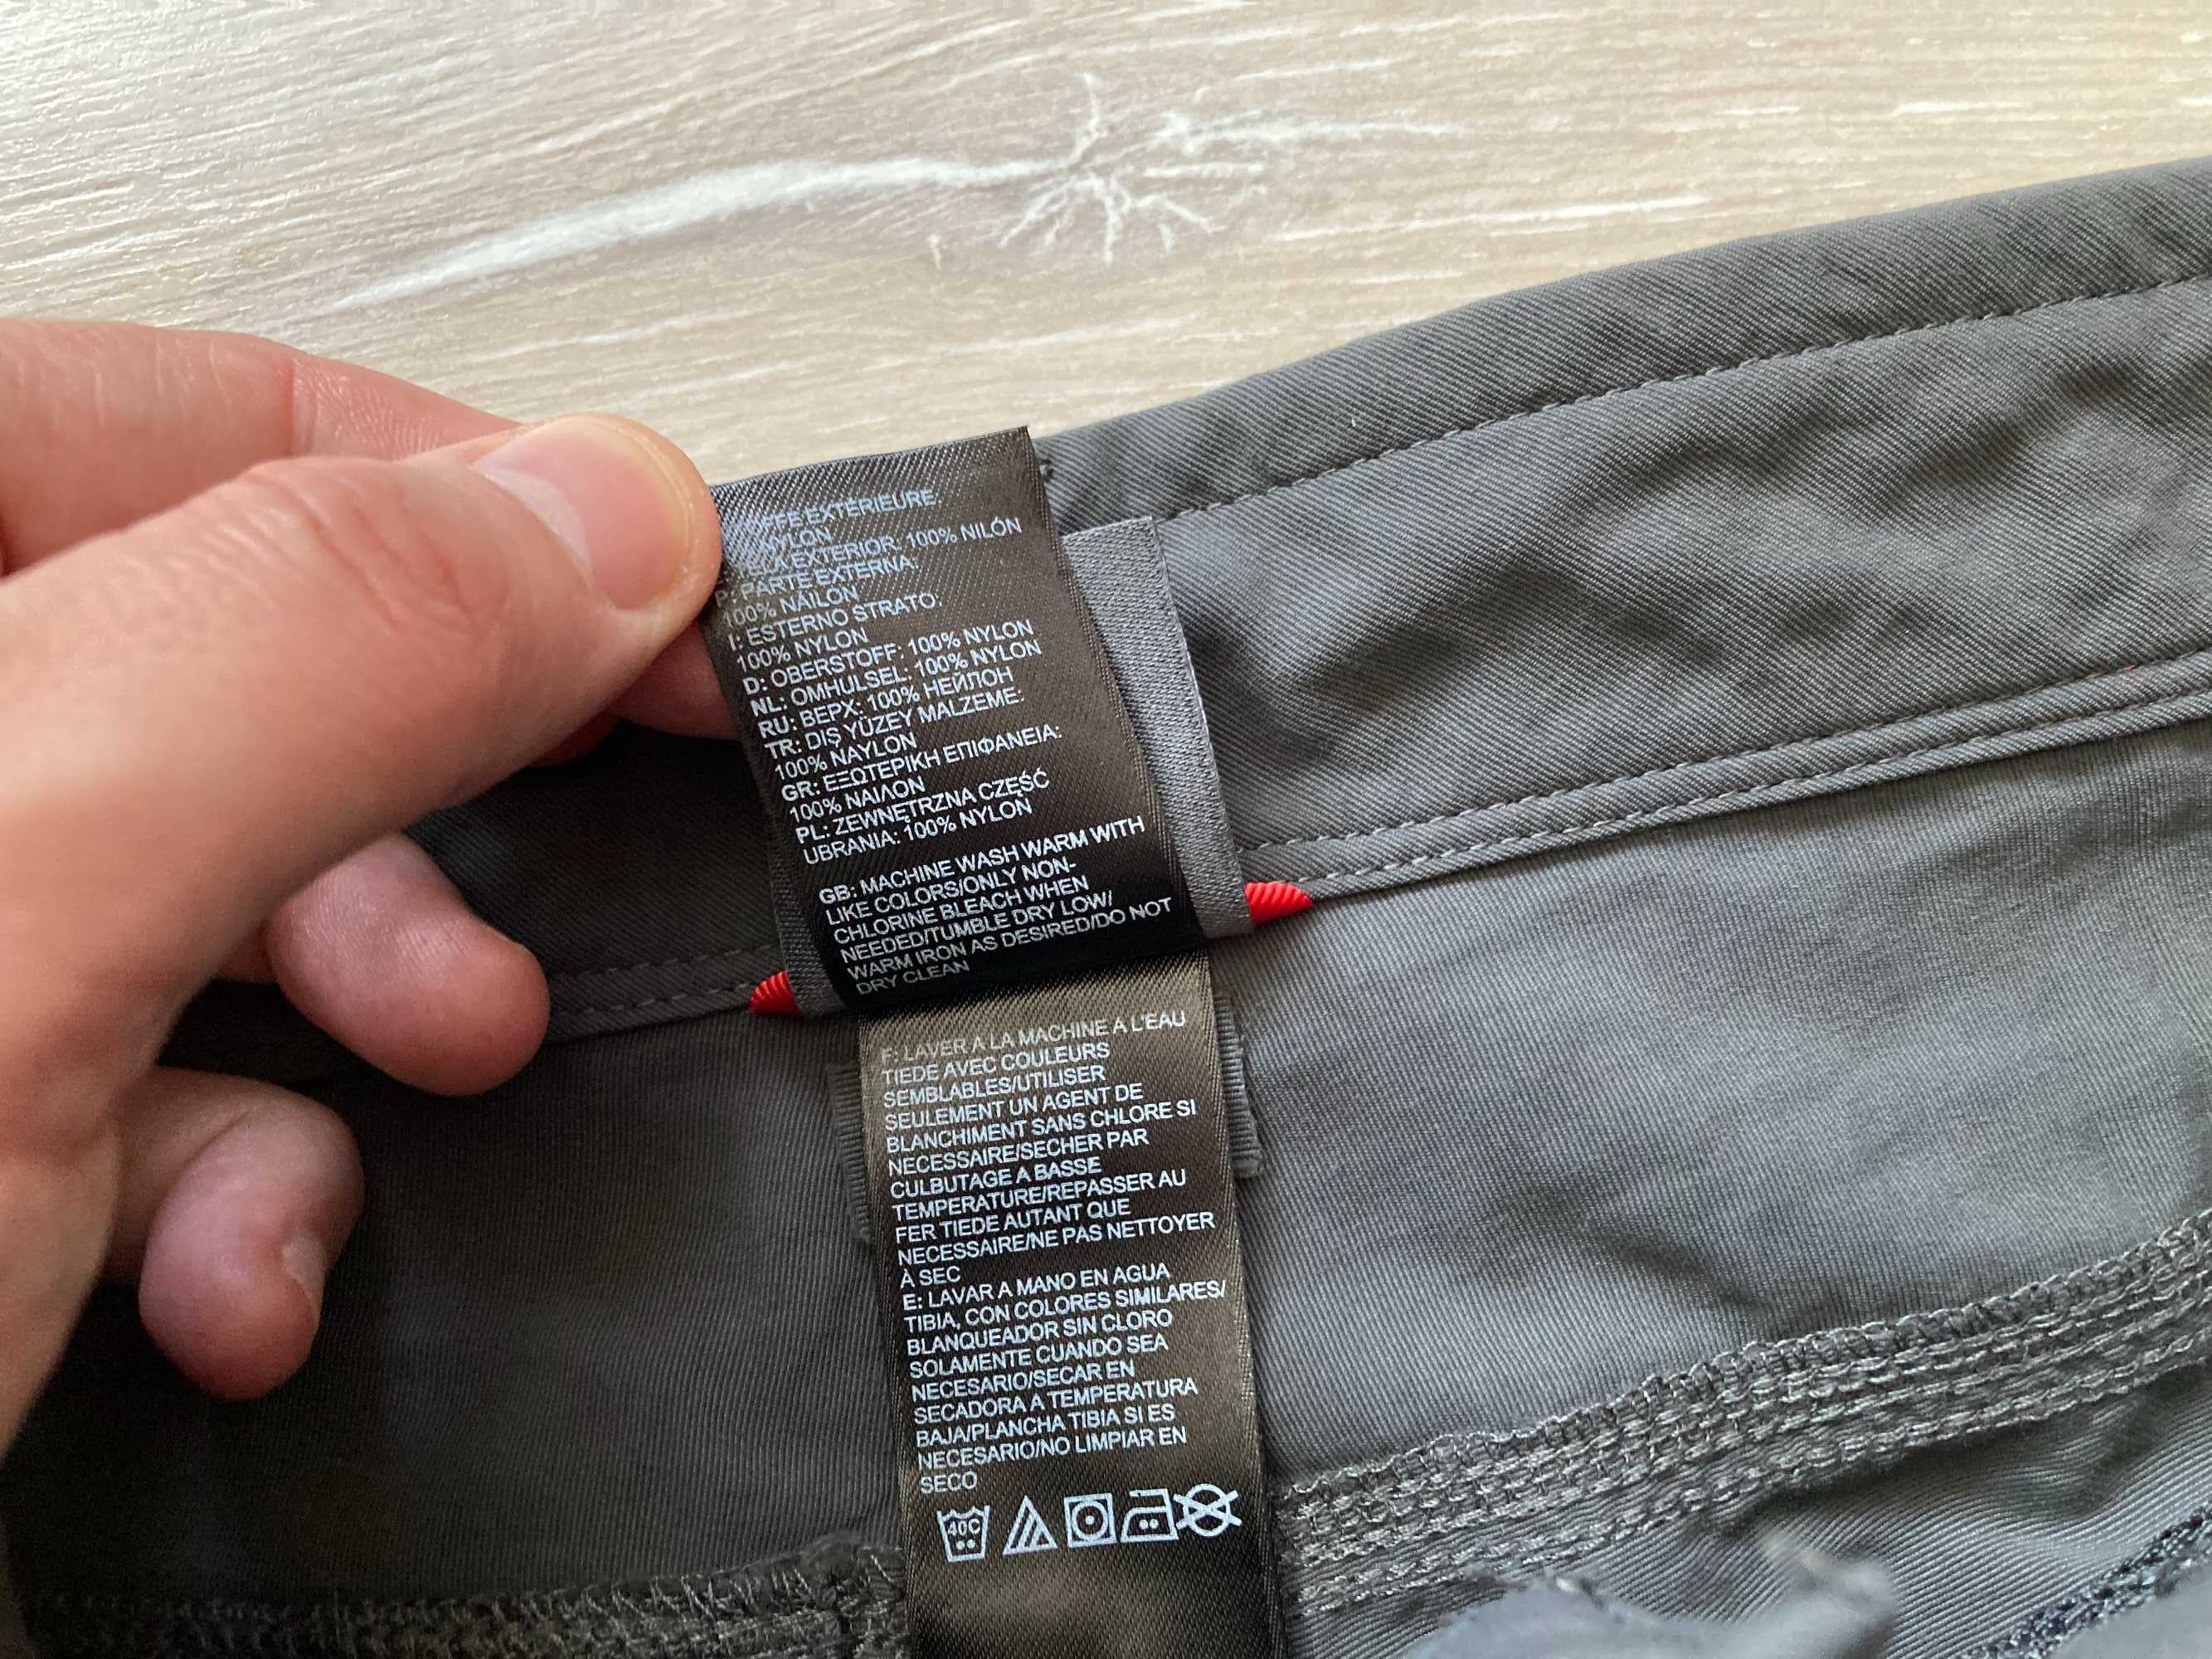 EXTÉRIEURE:
NYLON
EXTERIOR: 100% NILÓN
P: PARTE EXTERNA:
100% NÁILON
I: ESTERNO STRATO:
100% NYLON
D: OBERSTOFF: 100% NYLON
NL: OMHULSEL: 100% NYLON
RU: ВЕРХ: 100% НЕЙЛОН
TR: DIŞ YÜZEY MALZEME:
100% NAYLON
GR: ΕΞΩΤΕΡΙΚΗ ΕΠΙΦΑΝΕΙΑ:
100% ΝΑΙΛΟΝ
PL: ZEWNĘTRZNA CZĘŚĆ
UBRANIA: 100% NYLON
GB: MACHINE WASH WARM WITH
LIKE COLORS/ONLY NON-
CHLORINE BLEACH WHEN
NEEDED/TUMBLE DRY LOW/
WARM IRON AS DESIRED/DO NOT
DRY CLEAN
F: LAVER A LA MACHINE A L'EAU
TIEDE AVEC COULEURS
SEMBLABLES/UTILISER
SEULEMENT UN AGENT DE
BLANCHIMENT SANS CHLORE SI
NECESSAIRE/SECHER PAR
CULBUTAGE A BASSE
TEMPERATURE/REPASSER AU
FER TIEDE AUTANT QUE
NECESSAIRE/NE PAS NETTOYER
À SEC
E: LAVAR A MANO EN AGUA
TIBIA, CON COLORES SIMILARES/
BLANQUEADOR SIN CLORO
SOLAMENTE CUANDO SEA
NECESARIO/SECAR EN
SECADORA A TEMPERATURA
BAJA/PLANCHA TIBIA SI ES
NECESARIO/NO LIMPIAR EN
SECO
40C